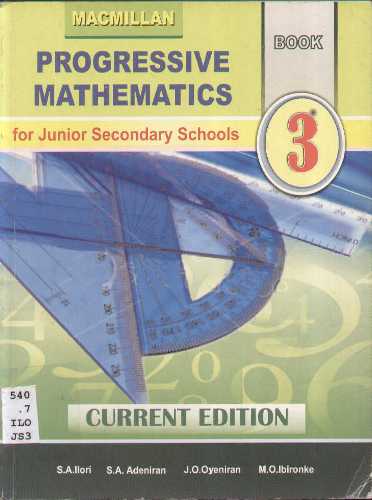 MACMILLAN
BOOK
3
PROGRESSIVE
MATHEMATICS
for Junior Secondary Schools
CURRENT EDITION
540
.7
ILO
JS3
S.A.Ilori S.A. Adeniran J.O.Oyeniran M.O.Ibironke